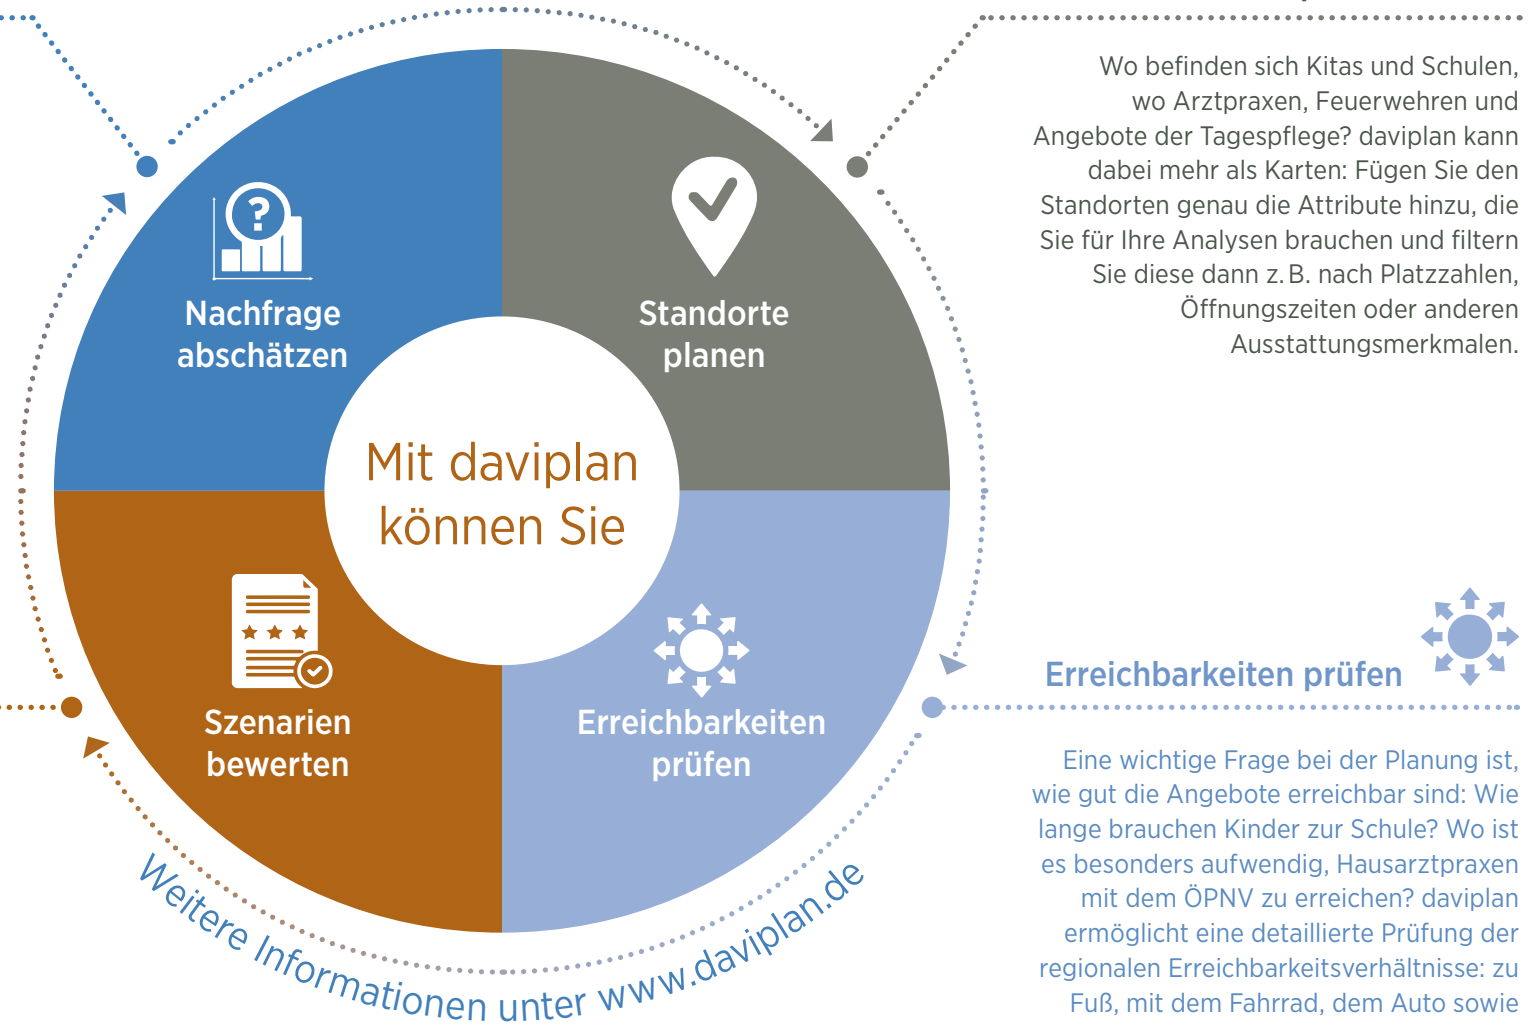 Wo befinden sich Kitas und Schulen,
wo Arztpraxen, Feuerwehren und
Angebote der Tagespflege? daviplan kann
dabei mehr als Karten: Fügen Sie den
Standorten genau die Attribute hinzu, die
Sie für Ihre Analysen brauchen und filtern
Sie diese dann z. B. nach Platzzahlen,
Öffnungszeiten oder anderen
Ausstattungsmerkmalen.
?
Nachfrage
abschätzen
Standorte
planen
Mit daviplan
können Sie
Szenarien
bewerten
Erreichbarkeiten
prüfen
Weitere Informationen unter www.daviplan.de
Erreichbarkeiten prüfen
Eine wichtige Frage bei der Planung ist,
wie gut die Angebote erreichbar sind: Wie
lange brauchen Kinder zur Schule? Wo ist
es besonders aufwendig, Hausarztpraxen
mit dem ÖPNV zu erreichen? daviplan
ermöglicht eine detaillierte Prüfung der
regionalen Erreichbarkeitsverhältnisse: zu
Fuß, mit dem Fahrrad, dem Auto sowie